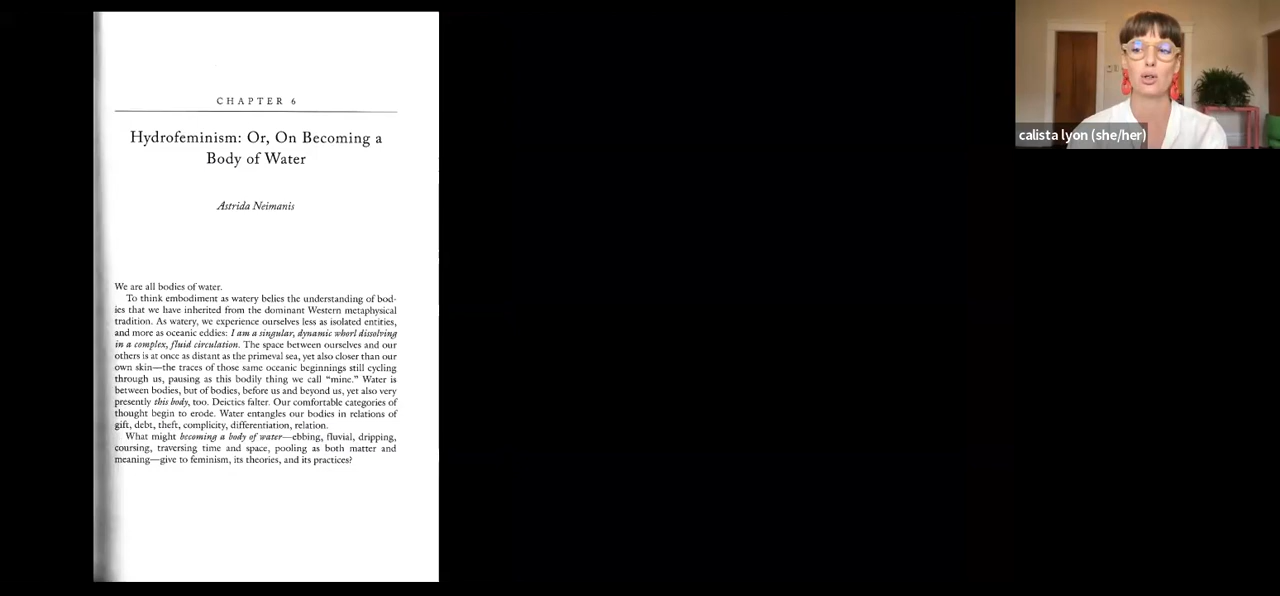 CHAPTER 6
Hydrofeminism: Or, On Becoming a
Body of Water
Astrida Neimanis
We are all bodies of water.
To think embodiment as watery belies the understanding of bod-
ies that we have inherited from the dominant Western metaphysical
tradition. As watery, we experience ourselves less as isolated entities,
and more as oceanic eddies: I am a singular, dynamic whorl dissolving
in a complex, fluid circulation. The space between ourselves and our
others is at once as distant as the primeval sea, yet also closer than our
own skin—the traces of those same oceanic beginnings still cycling
through us, pausing as this bodily thing we call “mine.” Water is
between bodies, but of bodies, before us and beyond us, yet also very
presently this body, too. Deictics falter. Our comfortable categories of
thought begin to erode. Water entangles our bodies in relations of
gift, debt, theft, complicity, differentiation, relation.
What might becoming a body of water—ebbing, fluvial, dripping,
coursing, traversing time and space, pooling as both matter and
meaning—give to feminism, its theories, and its practices?
calista lyon (she/her)